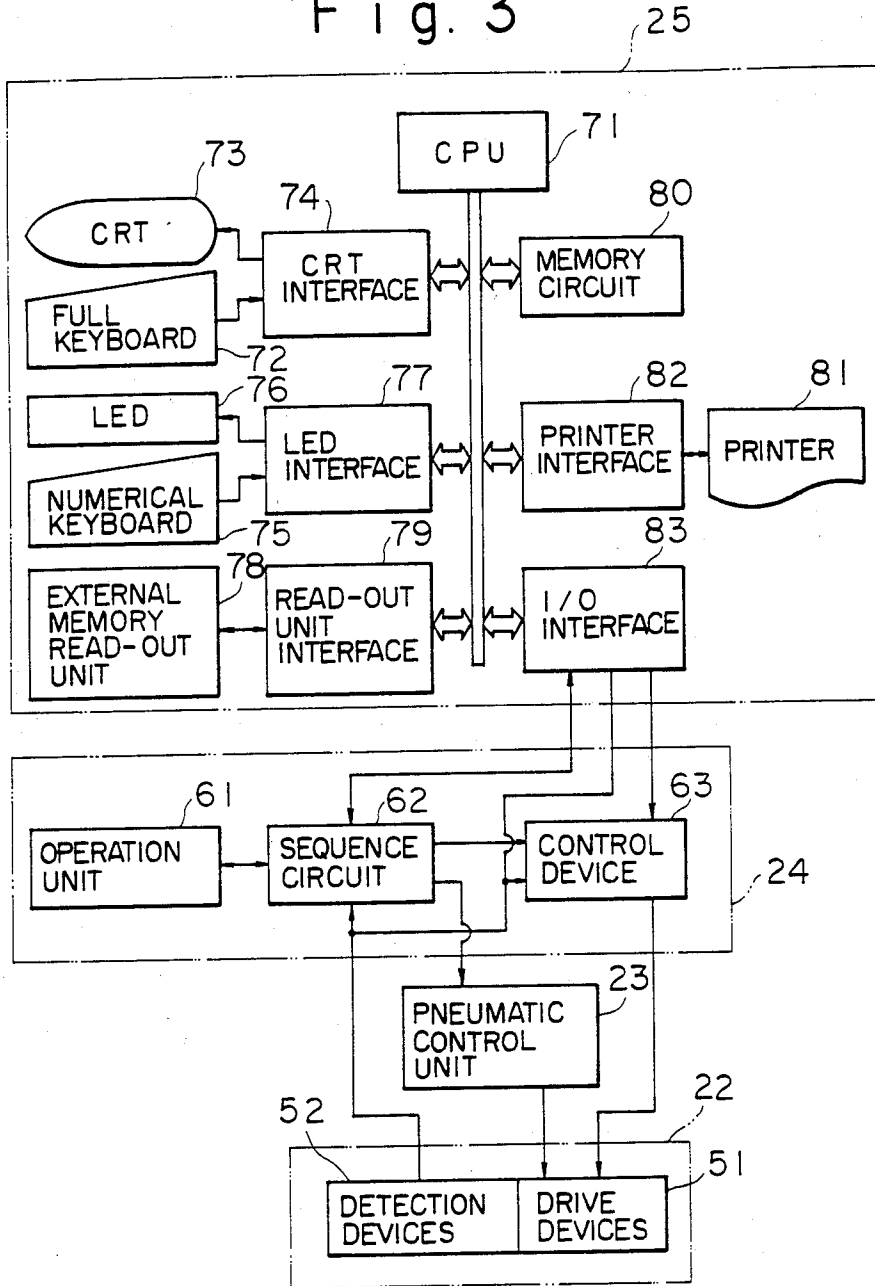 Fig. 3
25
CPU
71
73
CRT
74
CRT
INTERFACE
80
MEMORY
CIRCUIT
FULL
KEYBOARD
72
76
LED
77
LED
INTERFACE
82
PRINTER
INTERFACE
81
PRINTER
NUMERICAL
KEYBOARD
75
78
EXTERNAL
MEMORY
READ-OUT
UNIT
79
READ-OUT
UNIT
INTERFACE
83
I/O
INTERFACE
61
OPERATION
UNIT
62
SEQUENCE
CIRCUIT
63
CONTROL
DEVICE
24
23
PNEUMATIC
CONTROL
UNIT
22
52
DETECTION
DEVICES
51
DRIVE
DEVICES